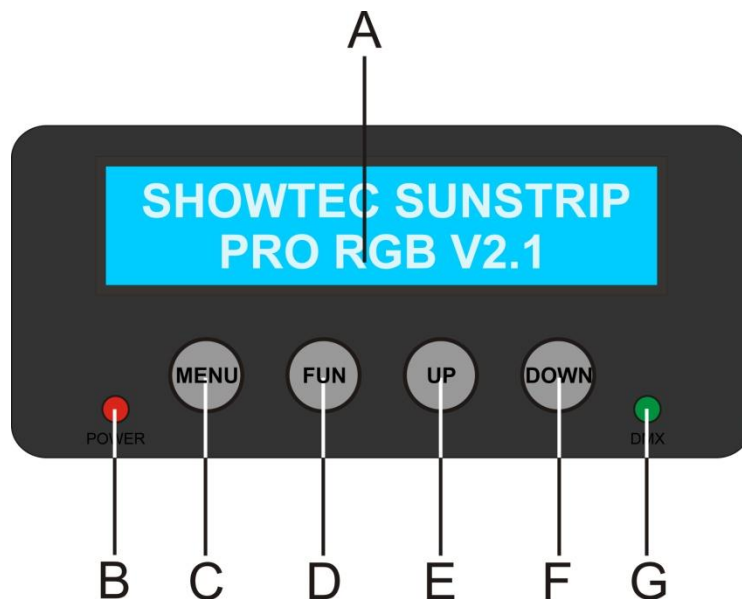 A
SHOWTEC SUNSTRIP
PRO RGB V2.1
MENU FUN UP DOWN
POWER DMX
B C D E F G